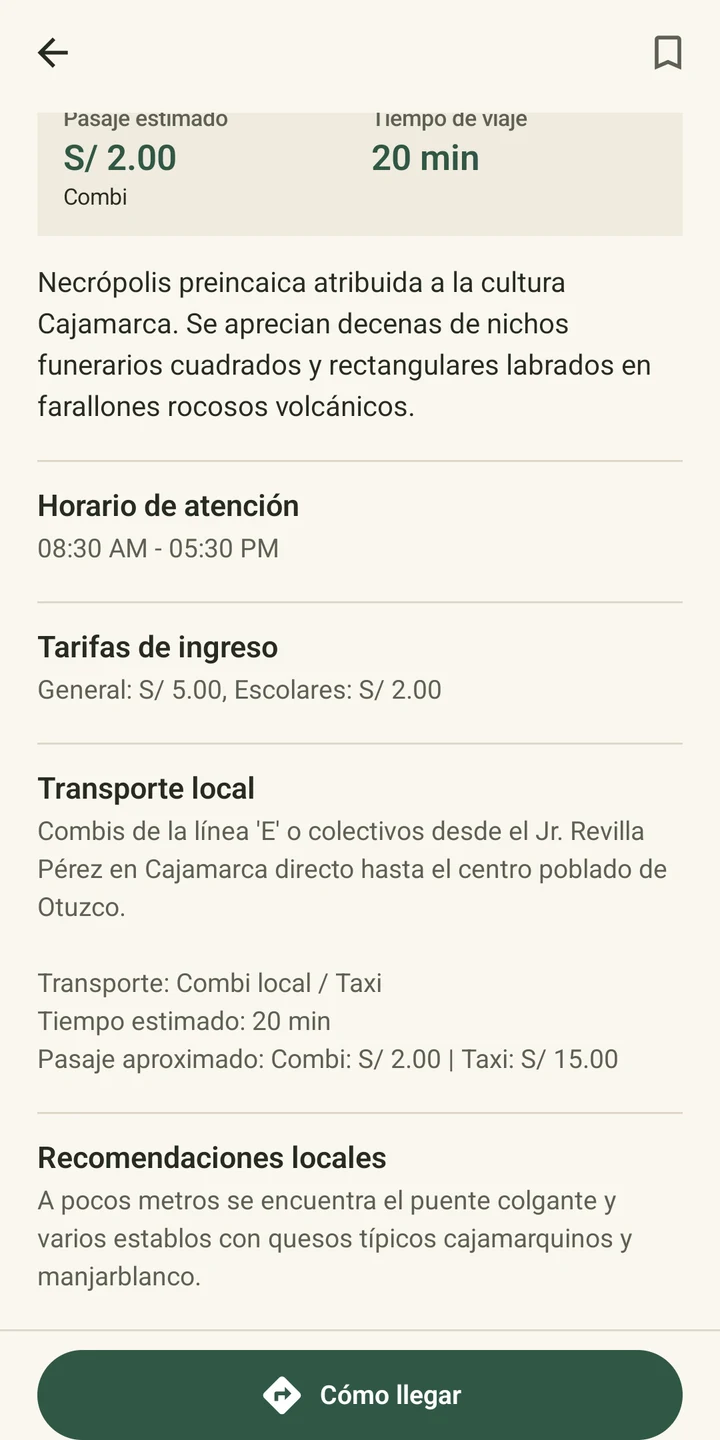 Pasaje estimado
Tiempo de viaje
S/ 2.00
20 min
Combi
Necrópolis preincaica atribuida a la cultura
Cajamarca. Se aprecian decenas de nichos
funerarios cuadrados y rectangulares labrados en
farallones rocosos volcánicos.
Horario de atención
08:30 AM - 05:30 PM
Tarifas de ingreso
General: S/ 5.00, Escolares: S/ 2.00
Transporte local
Combis de la línea 'E' o colectivos desde el Jr. Revilla
Pérez en Cajamarca directo hasta el centro poblado de
Otuzco.
Transporte: Combi local / Taxi
Tiempo estimado: 20 min
Pasaje aproximado: Combi: S/ 2.00 | Taxi: S/ 15.00
Recomendaciones locales
A pocos metros se encuentra el puente colgante y
varios establos con quesos típicos cajamarquinos y
manjarblanco.
Cómo llegar